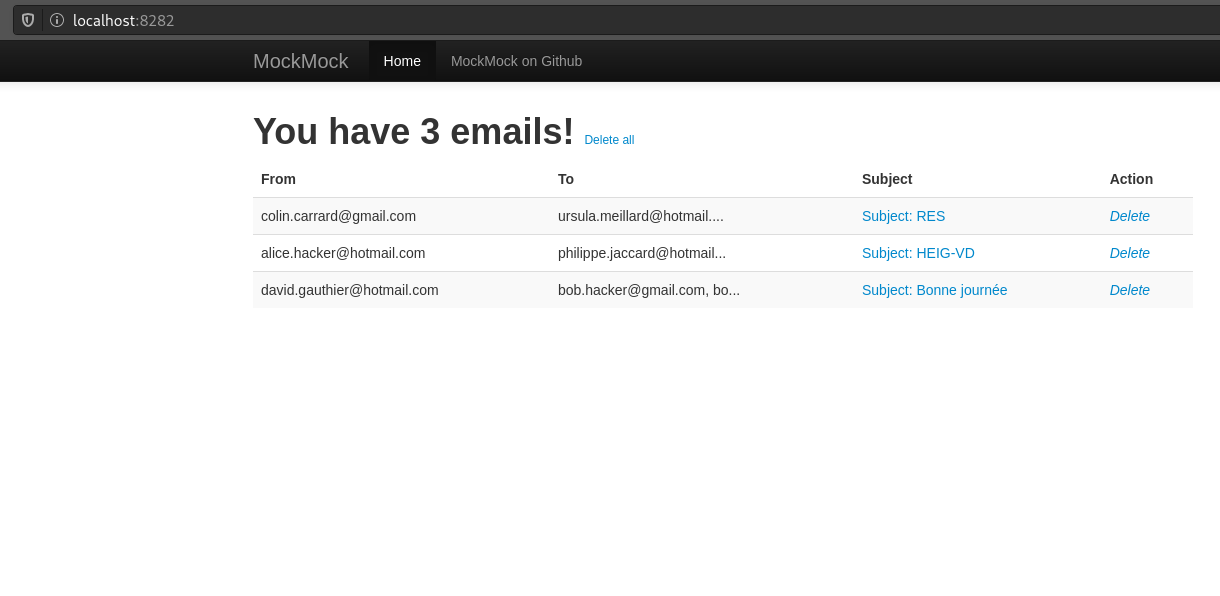 localhost:8282
MockMock Home MockMock on Github
You have 3 emails! Delete all
From To Subject Action
colin.carrard@gmail.com ursula.meillard@hotmail.... Subject: RES Delete
alice.hacker@hotmail.com philippe.jaccard@hotmail... Subject: HEIG-VD Delete
david.gauthier@hotmail.com bob.hacker@gmail.com, bo... Subject: Bonne journée Delete